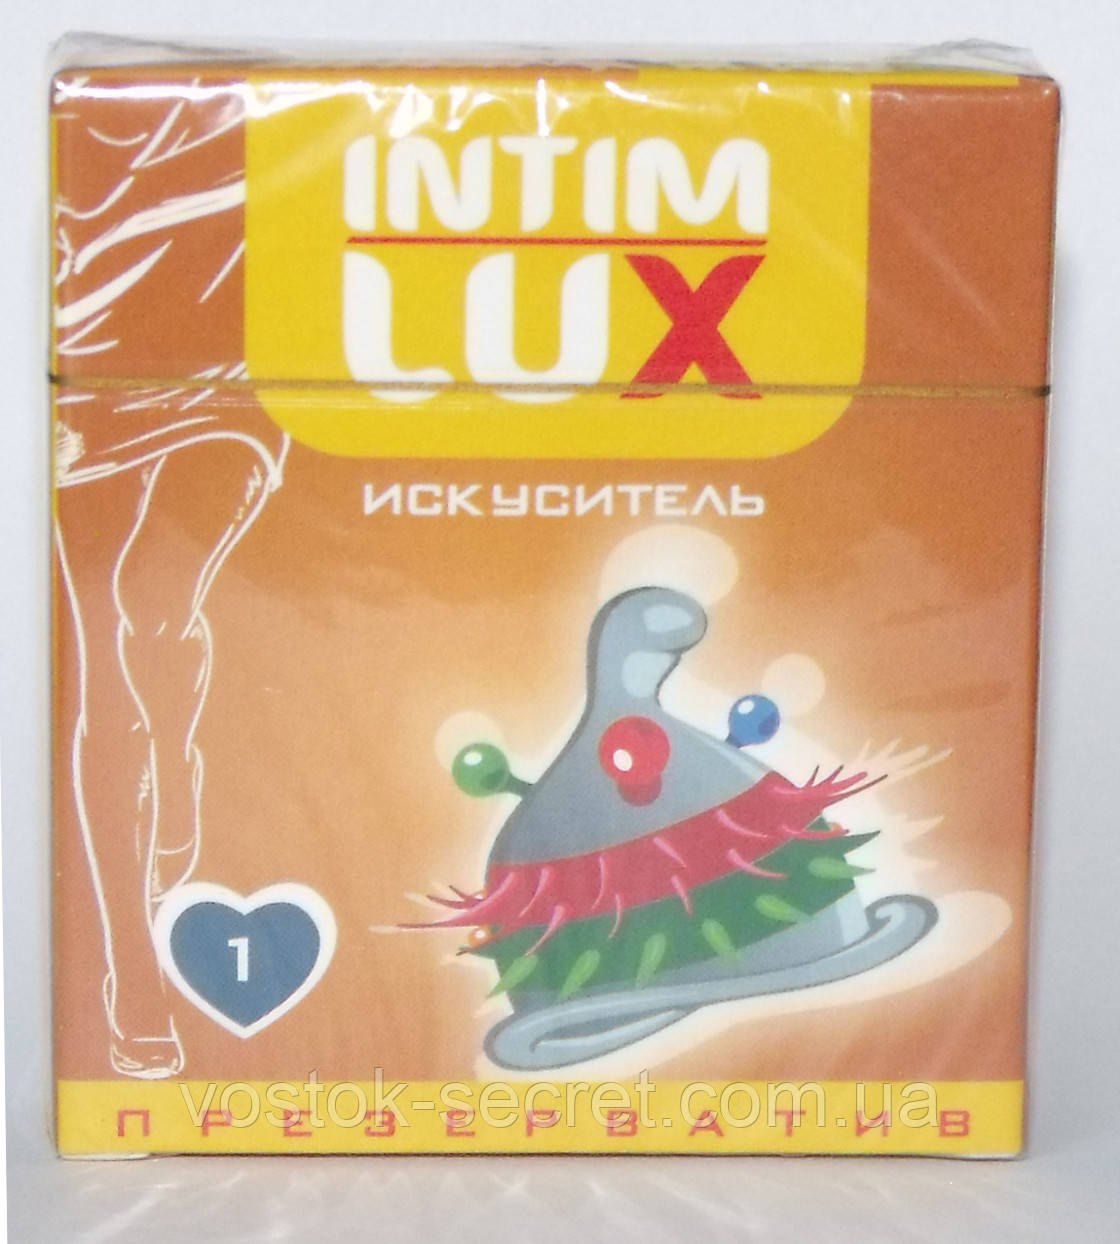 INTIM
LUX
ИСКУСИТЕЛЬ
1
vostok-secret.com.ua
ПРЕЗЕРВАТИВ